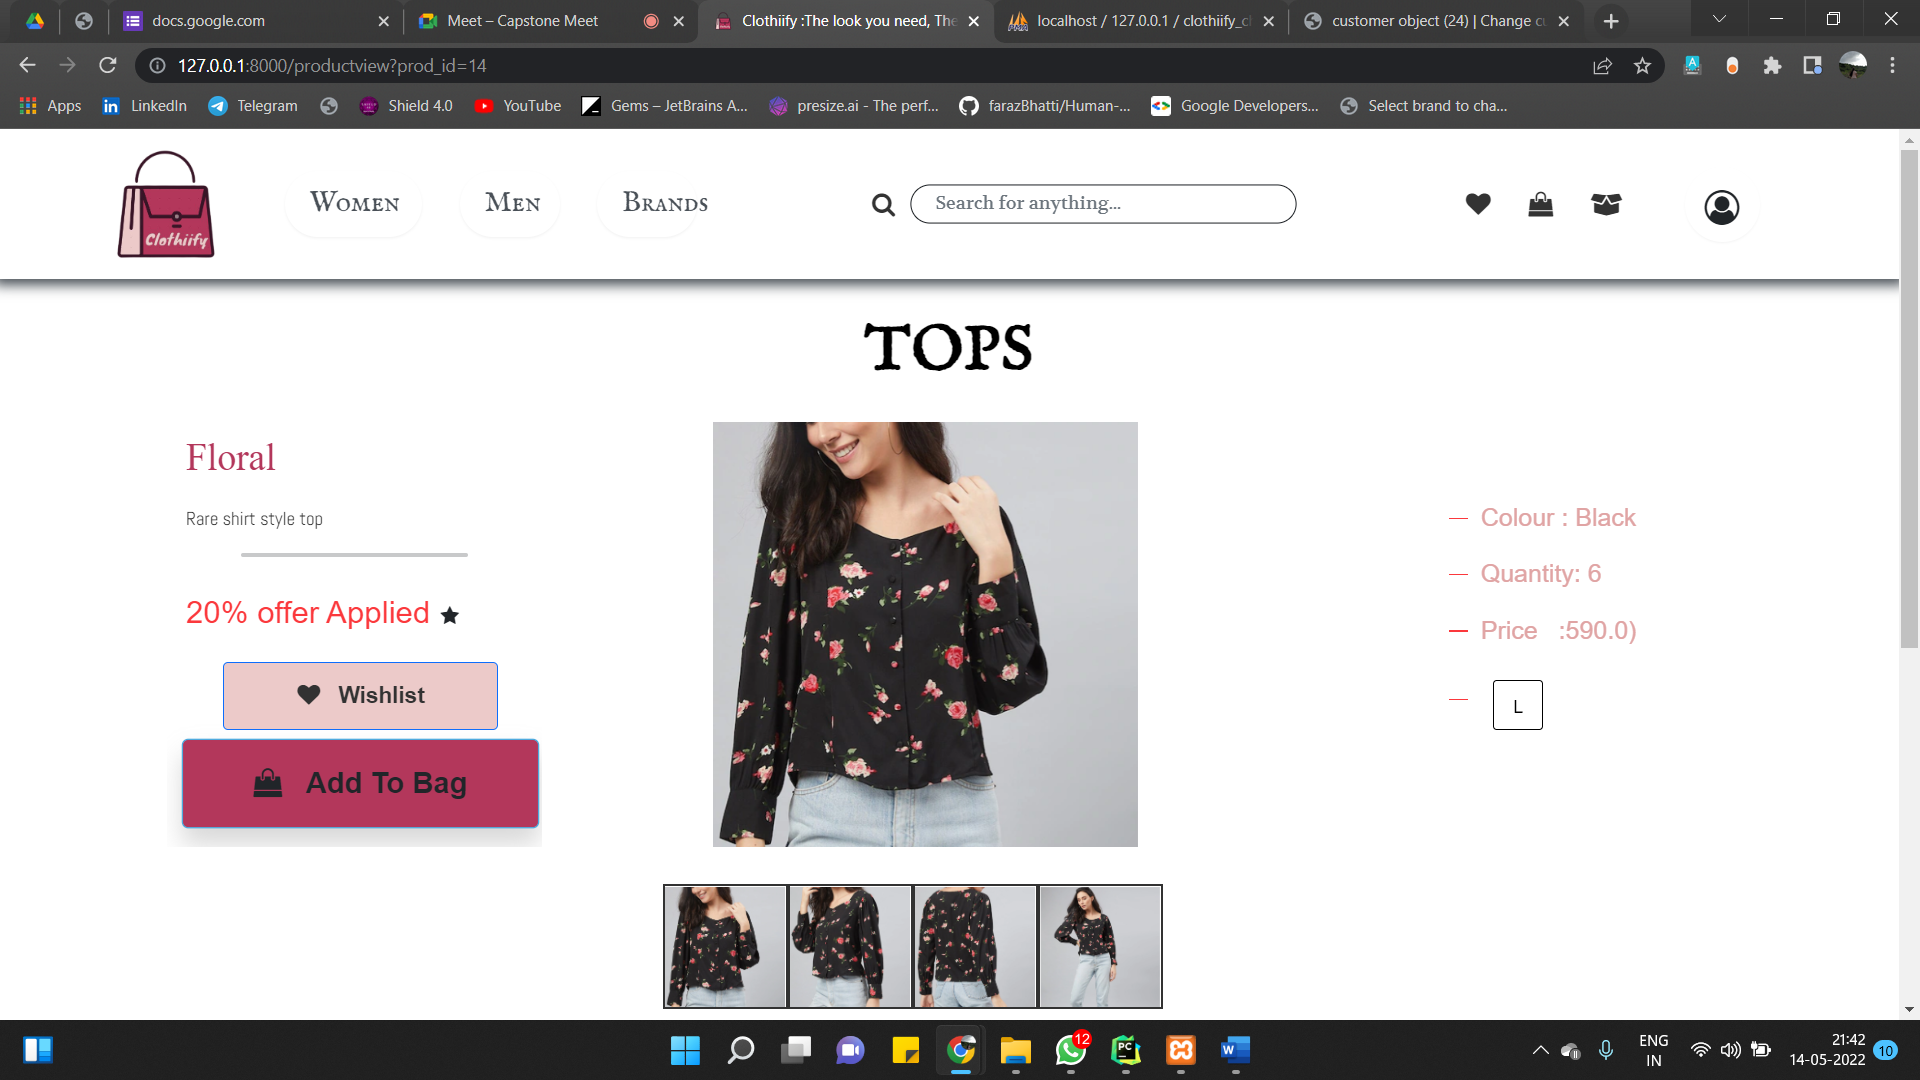 docs.google.com
Meet – Capstone Meet
Clothiify :The look you need, The
localhost / 127.0.0.1 / clothiify_cl
customer object (24) | Change cu
127.0.0.1:8000/productview?prod_id=14
Apps
LinkedIn
Telegram
Shield 4.0
YouTube
Gems – JetBrains A...
presize.ai - The perf...
farazBhatti/Human-...
Google Developers...
Select brand to cha...
Clothiify
Women
Men
Brands
Search for anything...
TOPS
Floral
Rare shirt style top
20% offer Applied
Wishlist
Add To Bag
Colour : Black
Quantity: 6
Price :590.0)
L
12
PC
W
ENG
IN
21:42
14-05-2022
10